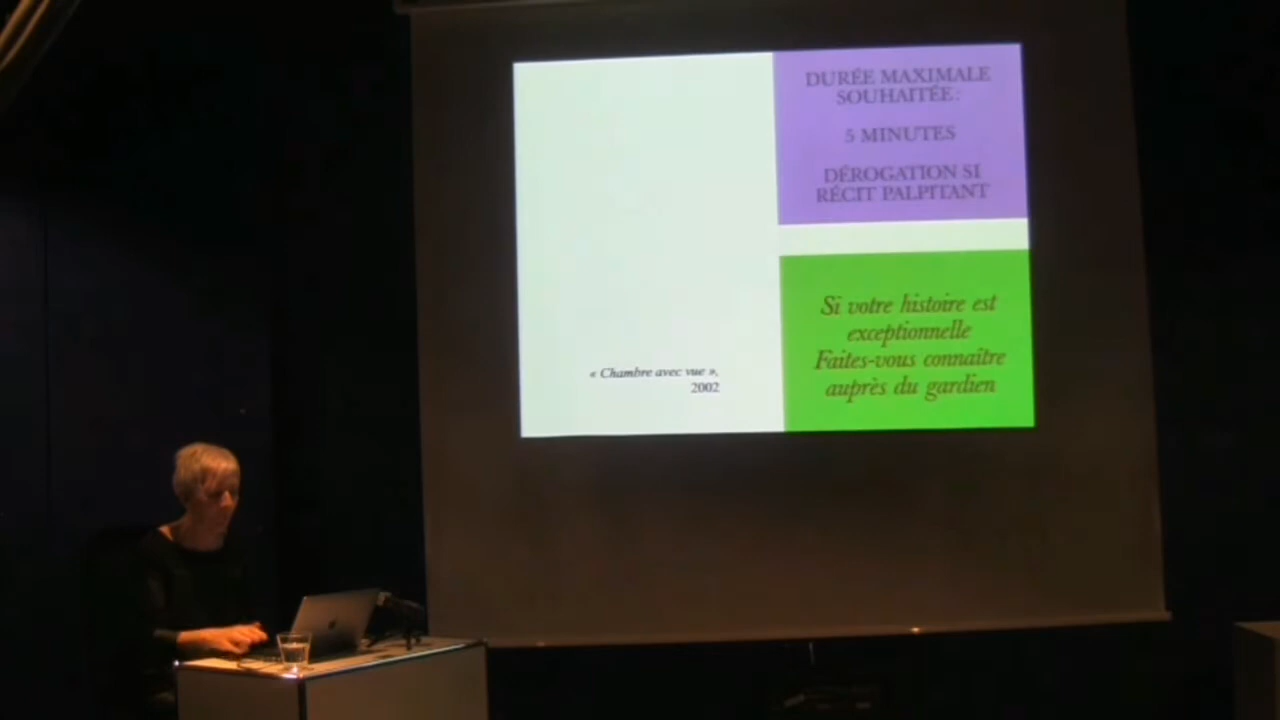 « Chambre avec vue »,
2002
DURÉE MAXIMALE
SOUHAITÉE :
5 MINUTES
DÉROGATION SI
RÉCIT PALPITANT
Si votre histoire est
exceptionnelle
Faites-vous connaître
auprès du gardien